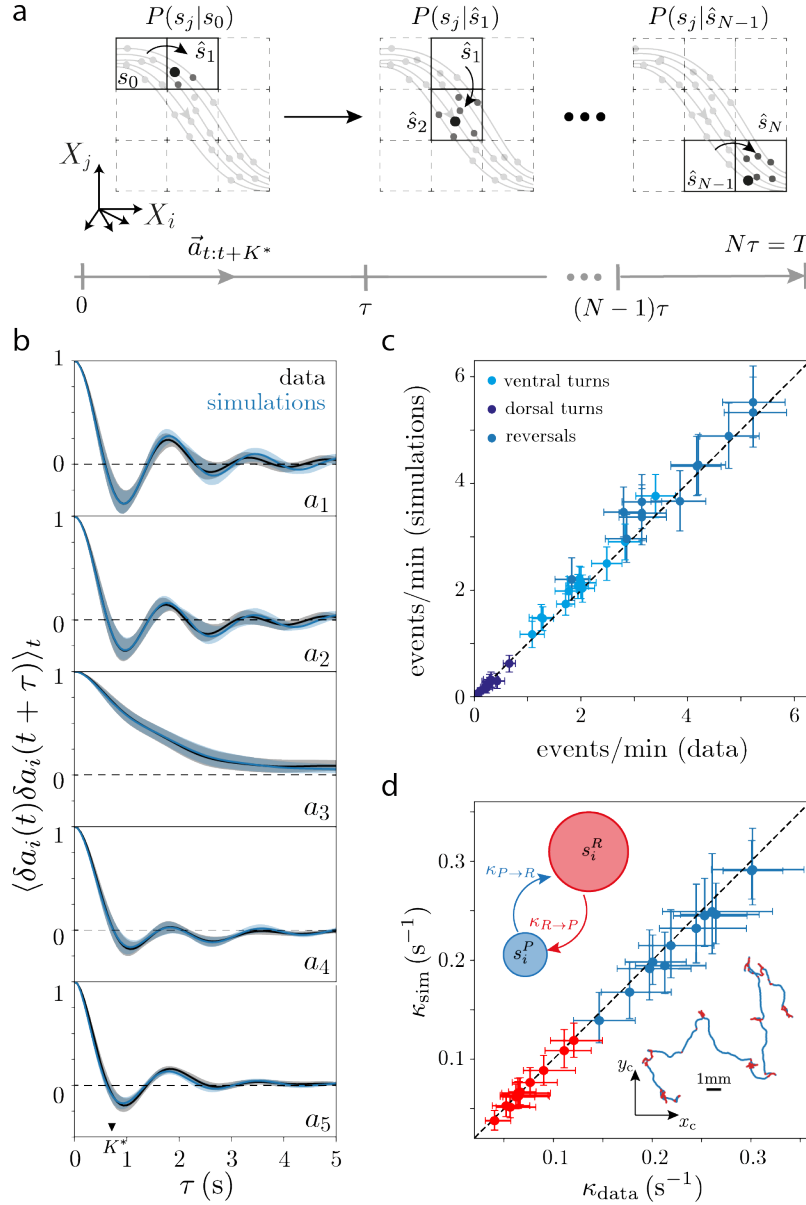 a
P(s_j|s_0)
P(s_j|ŝ_1)
P(s_j|ŝ_{N−1})
s_0
ŝ_1
ŝ_1
ŝ_2
ŝ_N
ŝ_{N−1}
X_j
X_i
a⃗_{t:t+K*}
Nτ = T
0
τ
(N − 1)τ
b
⟨δa_i(t)δa_i(t + τ)⟩_t
1
data
simulations
0
a_1
1
0
a_2
1
0
a_3
1
0
a_4
1
0
a_5
K*
0 1 2 3 4 5
τ (s)
c
events/min (simulations)
6
4
2
0
ventral turns
dorsal turns
reversals
0 2 4 6
events/min (data)
d
κ_sim (s⁻¹)
0.3
0.2
0.1
s_i^R
κ_{P→R}
κ_{R→P}
s_i^P
y_c
x_c
1mm
0.1 0.2 0.3
κ_data (s⁻¹)